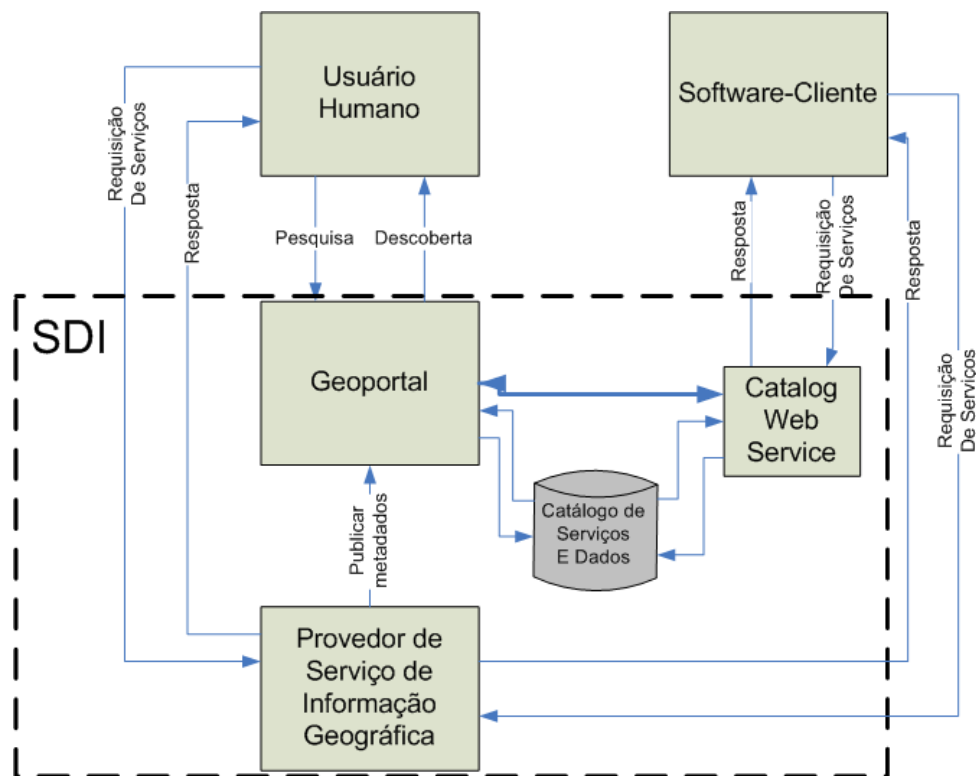 Usuário
Humano
Software-Cliente
Requisição
De Serviços
Resposta
Pesquisa
Descoberta
Resposta
Requisição
De Serviços
Resposta
SDI
Geoportal
Catalog
Web
Service
Requisição
De Serviços
Catálogo de
Serviços
E Dados
Publicar
metadados
Provedor de
Serviço de
Informação
Geográfica